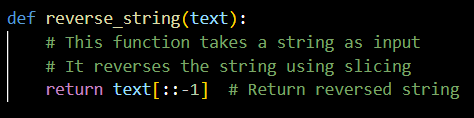 def reverse_string(text):
    # This function takes a string as input
    # It reverses the string using slicing
    return text[::-1]  # Return reversed string